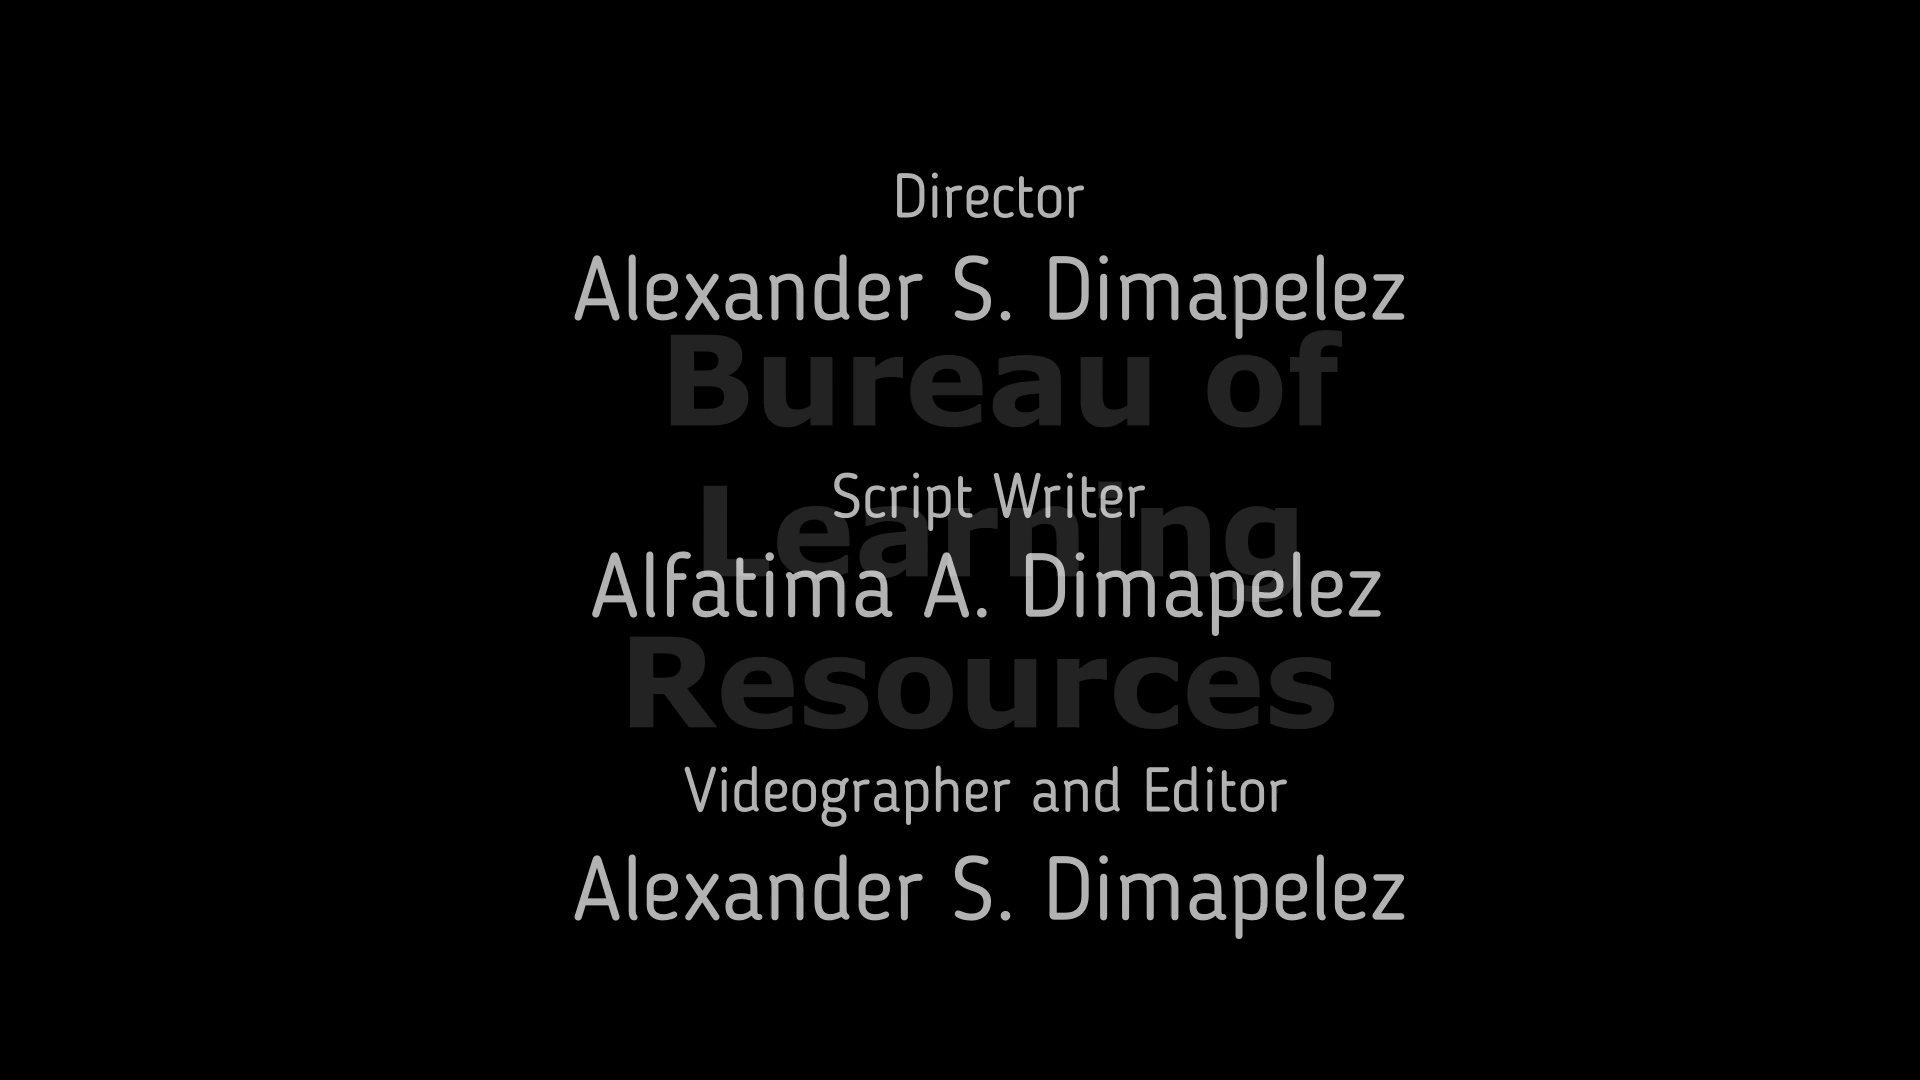 Director
Alexander S. Dimapelez
Bureau of
Script Writer
Learning
Alfatima A. Dimapelez
Resources
Videographer and Editor
Alexander S. Dimapelez